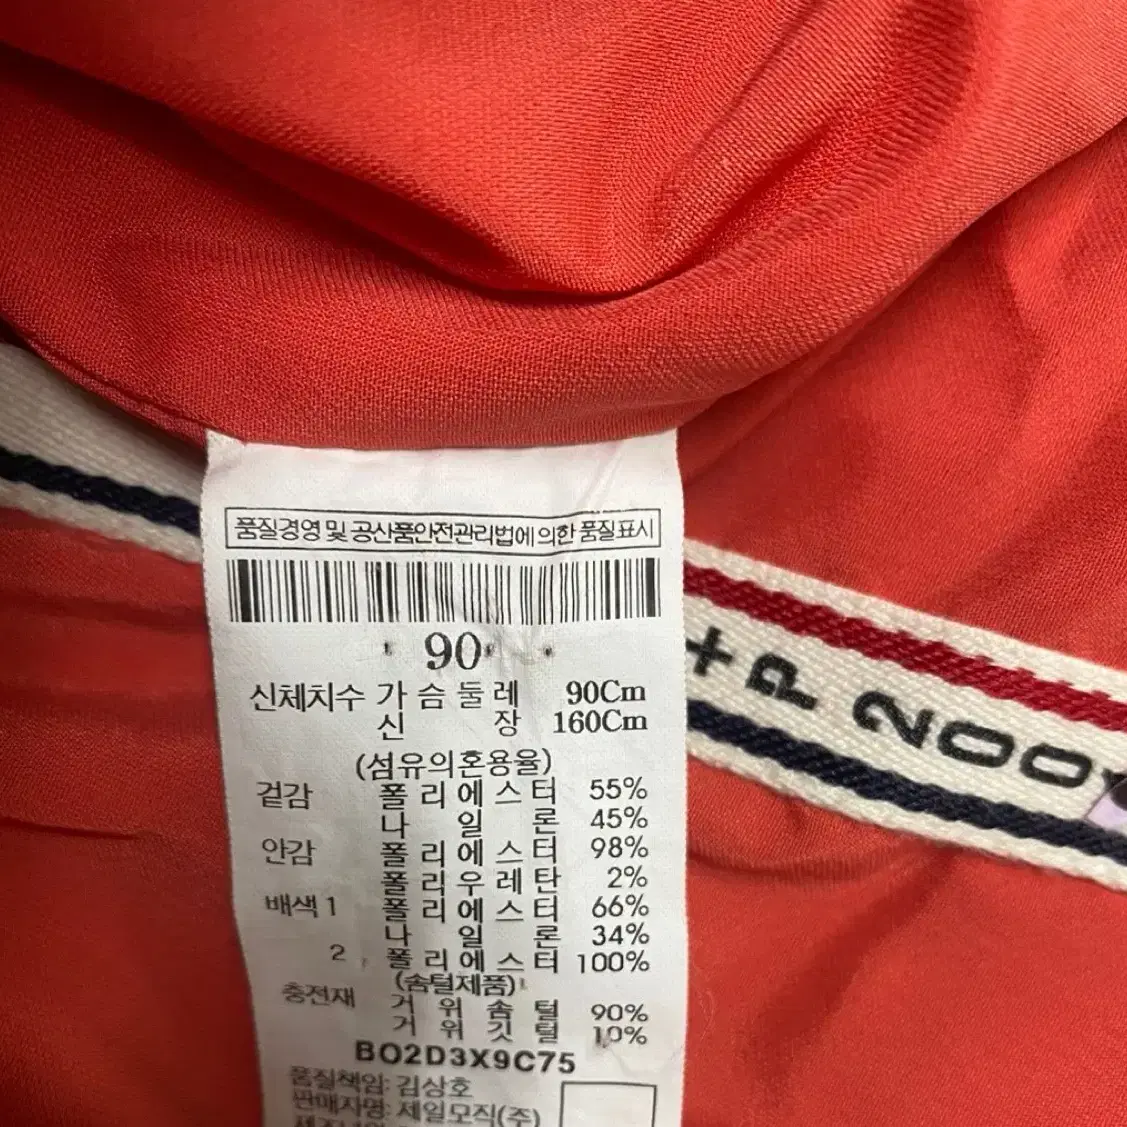 품질경영 및 공산품안전관리법에 의한 품질표시
90
신체치수 가슴둘레 90Cm
신장 160Cm
(섬유의혼용율)
겉감 폴리에스터 55%
나일론 45%
안감 폴리에스터 98%
폴리우레탄 2%
배색 1 폴리에스터 66%
나일론 34%
2 폴리에스터 100%
(솜털제품)
충전재 거위솜털 90%
거위깃털 10%
BO2D3X9C75
품질책임: 김상호
판매자명: 제일모직(주)
+P 200